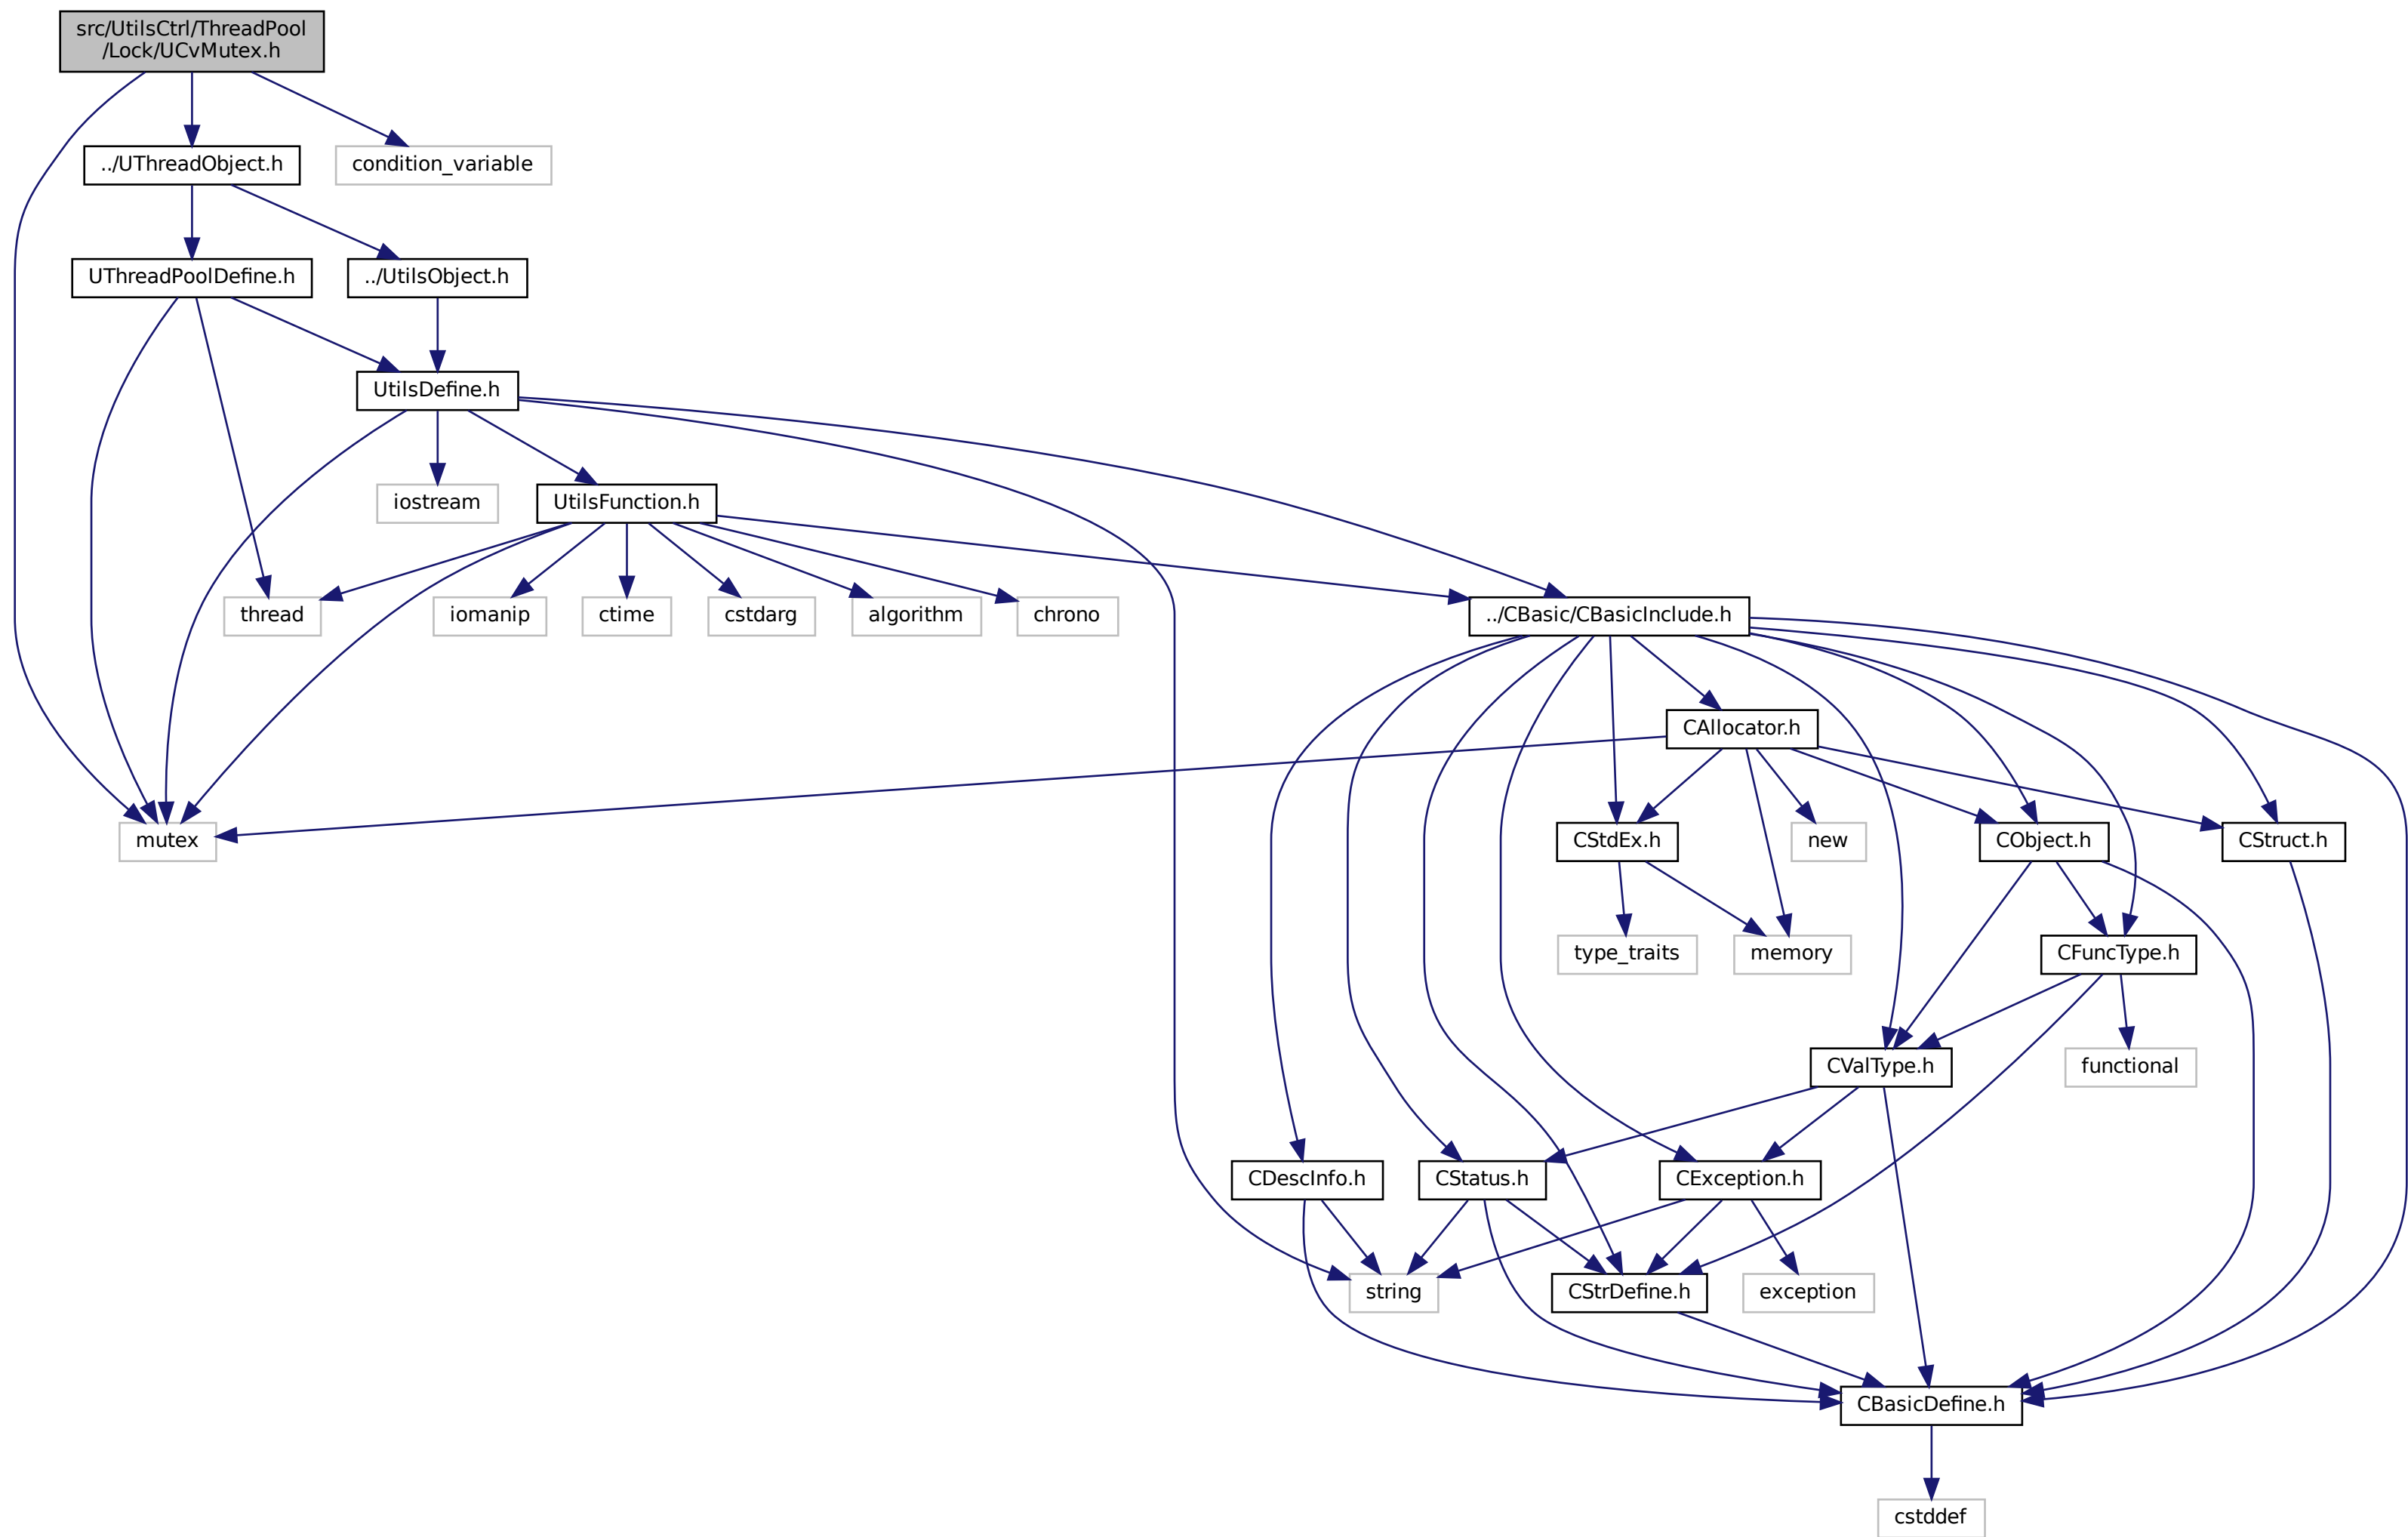 src/UtilsCtrl/ThreadPool
/Lock/UCvMutex.h
../UThreadObject.h
condition_variable
UThreadPoolDefine.h
../UtilsObject.h
UtilsDefine.h
iostream
UtilsFunction.h
thread
iomanip
ctime
cstdarg
algorithm
chrono
../CBasic/CBasicInclude.h
CAllocator.h
mutex
CStdEx.h
new
CObject.h
CStruct.h
type_traits
memory
CFuncType.h
CValType.h
functional
CDescInfo.h
CStatus.h
CException.h
string
CStrDefine.h
exception
CBasicDefine.h
cstddef